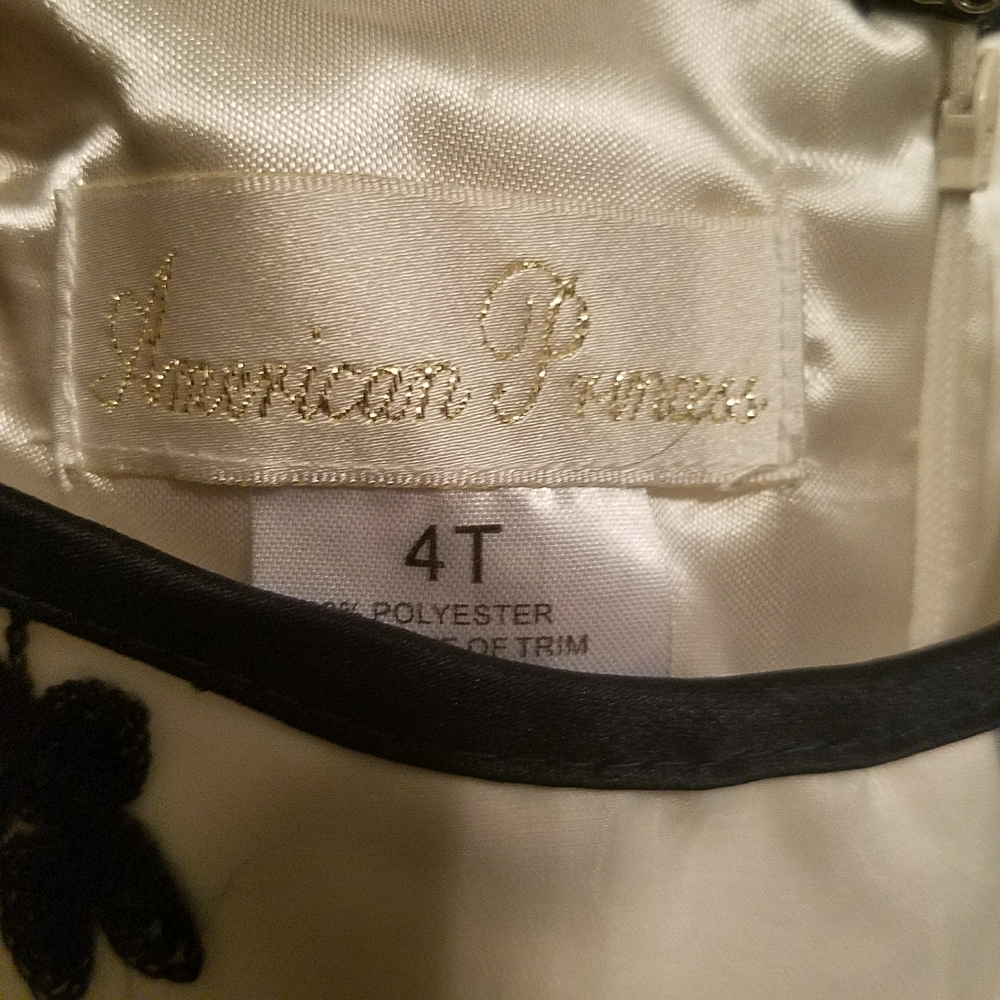 American Princess
4T
% POLYESTER
OF TRIM